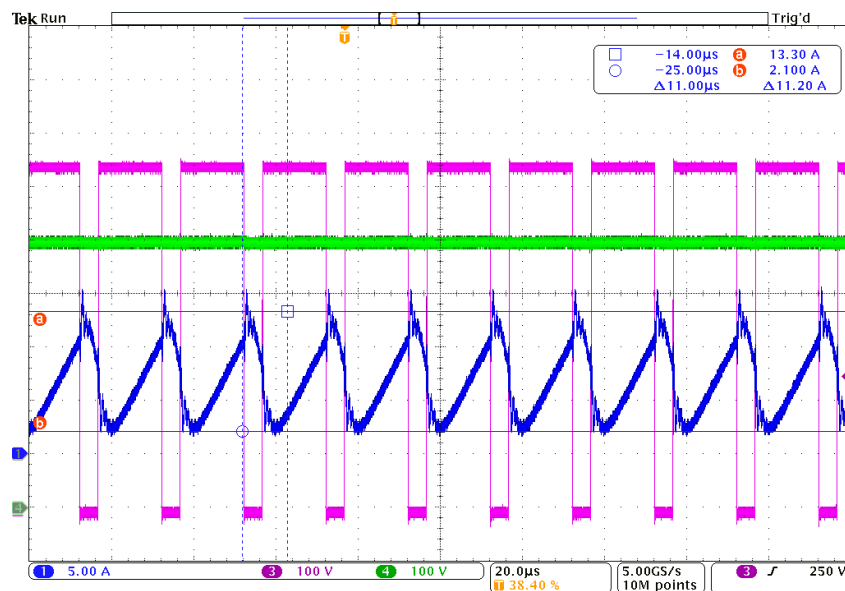 Tek Run Trig'd
T
T
−14.00µs a 13.30 A
−25.00µs b 2.100 A
Δ11.00µs Δ11.20 A
a
b
1
4
1 5.00 A 3 100 V 4 100 V 20.0µs 5.00GS/s 3 250 V
T 38.40 % 10M points